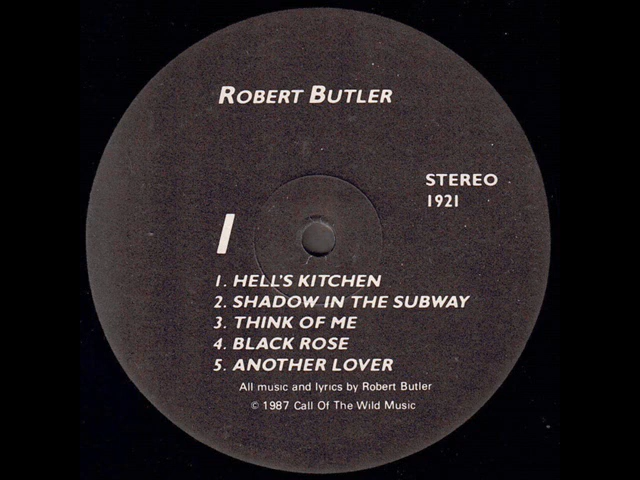 ROBERT BUTLER
STEREO
1921
1
1. HELL'S KITCHEN
2. SHADOW IN THE SUBWAY
3. THINK OF ME
4. BLACK ROSE
5. ANOTHER LOVER
All music and lyrics by Robert Butler
© 1987 Call Of The Wild Music